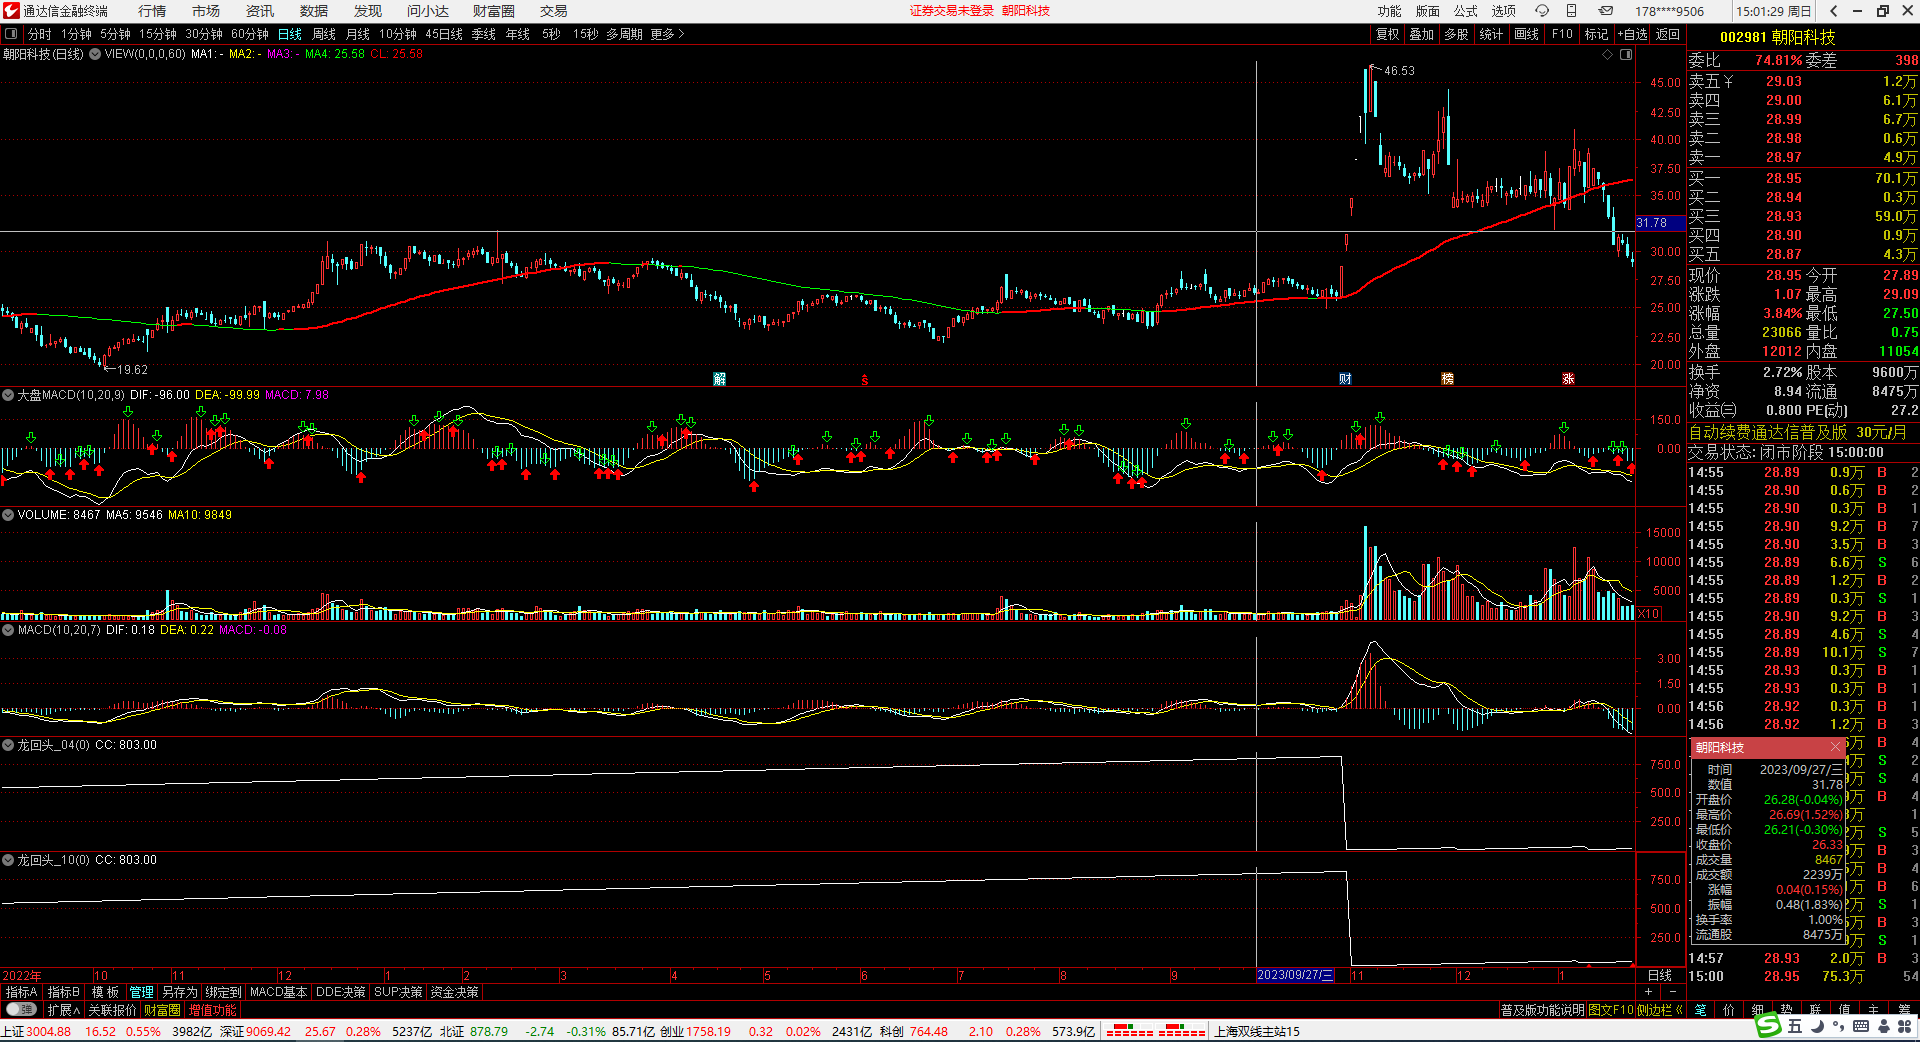 通达信金融终端 行情 市场 资讯 数据 发现 问小达 财富圈 交易 证券交易未登录 朝阳科技 功能 版面 公式 选项 178****9506 15:01:29 周日
分时 1分钟 5分钟 15分钟 30分钟 60分钟 日线 周线 月线 10分钟 45日线 季线 年线 5秒 15秒 多周期 更多> 复权 叠加 多股 统计 画线 F10 标记 +自选 返回
002981 朝阳科技
朝阳科技(日线) VIEW(0,0,0,60) MA1: - MA2: - MA3: - MA4: 25.58 CL: 25.58
委比 74.81% 委差 398
卖五 ¥ 29.03 1.2万
卖四 29.00 6.1万
卖三 28.99 6.7万
卖二 28.98 0.6万
卖一 28.97 4.9万
买一 28.95 70.1万
买二 28.94 0.3万
买三 28.93 59.0万
买四 28.90 0.9万
买五 28.87 4.3万
现价 28.95 今开 27.89
涨跌 1.07 最高 29.09
涨幅 3.84% 最低 27.50
总量 23066 量比 0.75
外盘 12012 内盘 11054
换手 2.72% 股本 9600万
净资 8.94 流通 8475万
收益㈢ 0.800 PE(动) 27.2
自动续费通达信普及版 30元/月
交易状态: 闭市阶段 15:00:00
46.53
19.62
45.00
42.50
40.00
37.50
35.00
31.78
30.00
27.50
25.00
22.50
20.00
解 财 榜 涨
大盘MACD(10,20,9) DIF: -96.00 DEA: -99.99 MACD: 7.98
150.0
0.00
VOLUME: 8467 MA5: 9546 MA10: 9849
15000
10000
5000
X10
MACD(10,20,7) DIF: 0.18 DEA: 0.22 MACD: -0.08
3.00
1.50
0.00
龙回头_04(0) CC: 803.00
750.0
500.0
250.0
龙回头_10(0) CC: 803.00
750.0
500.0
250.0
14:55 28.89 0.9万 B 2
14:55 28.90 0.6万 B 2
14:55 28.90 0.3万 B 1
14:55 28.90 9.2万 B 7
14:55 28.90 3.5万 B 3
14:55 28.89 6.6万 S 6
14:55 28.89 1.2万 B 2
14:55 28.89 0.3万 S 1
14:55 28.90 9.2万 B 3
14:55 28.89 4.6万 S 4
14:55 28.89 10.1万 S 7
14:55 28.93 0.3万 B 1
14:55 28.93 0.3万 B 1
14:56 28.92 0.3万 B 1
14:56 28.92 1.2万 B 3
朝阳科技
时间 2023/09/27/三
数值 31.78
开盘价 26.28(-0.04%)
最高价 26.69(1.52%)
最低价 26.21(-0.30%)
收盘价 26.33
成交量 8467
成交额 2239万
涨幅 0.04(0.15%)
振幅 0.48(1.83%)
换手率 1.00%
流通股 8475万
14:57 28.93 2.0万 B 3
15:00 28.95 75.3万 54
2022年 10 11 12 1 2 3 4 5 6 7 8 9 2023/09/27/三 11 12 1 日线
指标A 指标B 模板 管理 另存为 绑定到 MACD基本 DDE决策 SUP决策 资金决策 + -
弹 扩展∧ 关联报价 财富圈 增值功能 普及版功能说明 图文F10 侧边栏《 笔 价 细 势 联 值 主 筹
上证3004.88 16.52 0.55% 3982亿 深证9069.42 25.67 0.28% 5237亿 北证 878.79 -2.74 -0.31% 85.71亿 创业1758.19 0.32 0.02% 2431亿 科创 764.48 2.10 0.28% 573.9亿 上海双线主站15
五